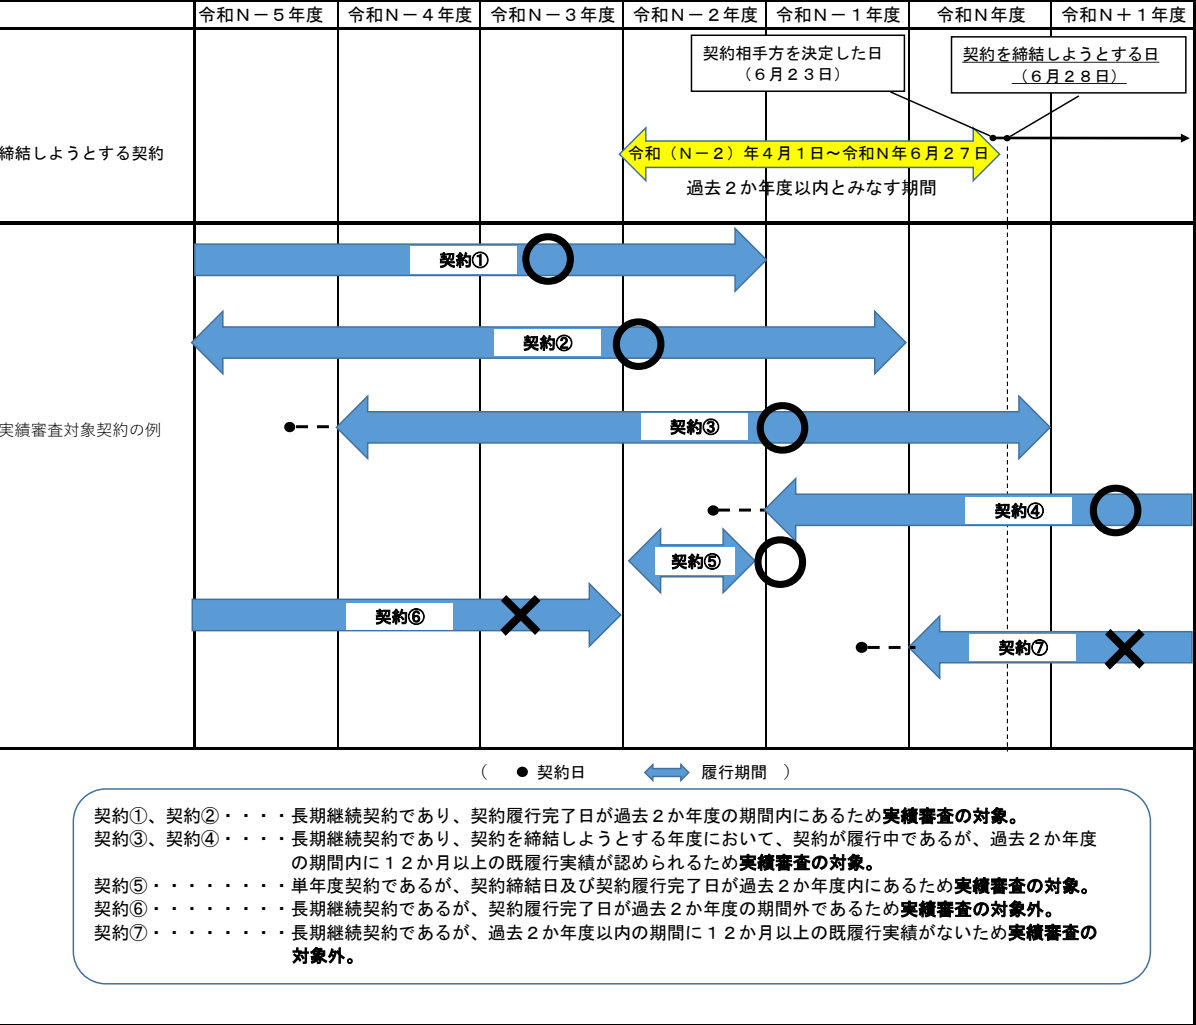 令和Ｎ－５年度 令和Ｎ－４年度 令和Ｎ－３年度 令和Ｎ－２年度 令和Ｎ－１年度 令和Ｎ年度 令和Ｎ＋１年度
契約相手方を決定した日
（６月２３日）
契約を締結しようとする日
（６月２８日）
締結しようとする契約
令和（Ｎ－２）年４月１日～令和Ｎ年６月２７日
過去２か年度以内とみなす期間
契約①
契約②
実績審査対象契約の例
契約③
契約④
契約⑤
契約⑥
契約⑦
（ ● 契約日 履行期間 ）
契約①、契約②・・・・長期継続契約であり、契約履行完了日が過去２か年度の期間内にあるため実績審査の対象。
契約③、契約④・・・・長期継続契約であり、契約を締結しようとする年度において、契約が履行中であるが、過去２か年度
の期間内に１２か月以上の既履行実績が認められるため実績審査の対象。
契約⑤・・・・・・・・単年度契約であるが、契約締結日及び契約履行完了日が過去２か年度内にあるため実績審査の対象。
契約⑥・・・・・・・・長期継続契約であるが、契約履行完了日が過去２か年度の期間外であるため実績審査の対象外。
契約⑦・・・・・・・・長期継続契約であるが、過去２か年度以内の期間に１２か月以上の既履行実績がないため実績審査の
対象外。